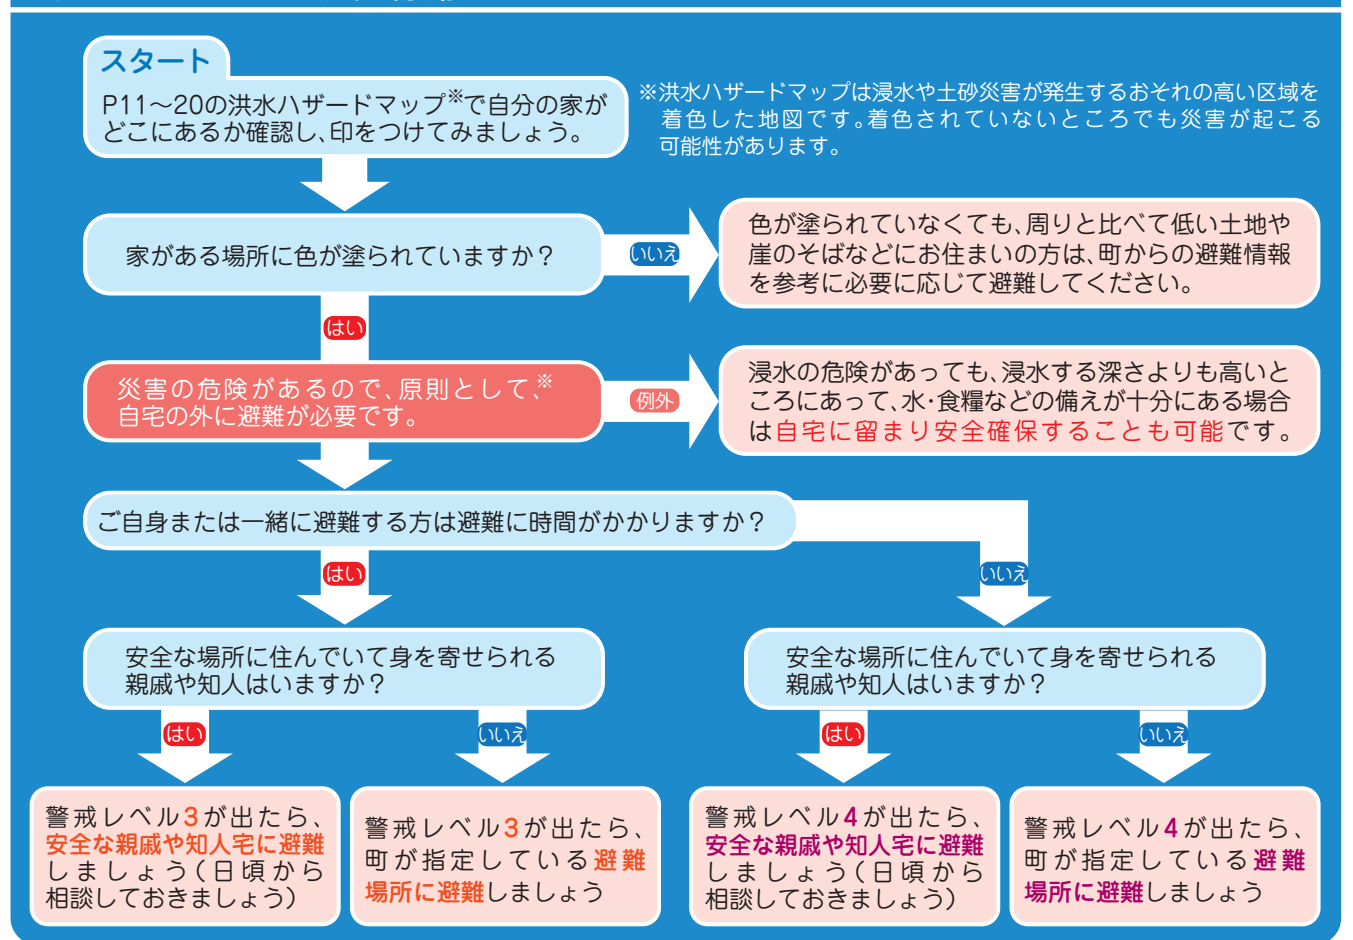 スタート
P11〜20の洪水ハザードマップ※で自分の家が
どこにあるか確認し、印をつけてみましょう。
※洪水ハザードマップは浸水や土砂災害が発生するおそれの高い区域を
着色した地図です。着色されていないところでも災害が起こる
可能性があります。
家がある場所に色が塗られていますか?
いいえ
色が塗られていなくても、周りと比べて低い土地や
崖のそばなどにお住まいの方は、町からの避難情報
を参考に必要に応じて避難してください。
はい
災害の危険があるので、原則として、※
自宅の外に避難が必要です。
例外
浸水の危険があっても、浸水する深さよりも高いと
ころにあって、水・食糧などの備えが十分にある場合
は自宅に留まり安全確保することも可能です。
ご自身または一緒に避難する方は避難に時間がかかりますか?
はい
いいえ
安全な場所に住んでいて身を寄せられる
親戚や知人はいますか?
安全な場所に住んでいて身を寄せられる
親戚や知人はいますか?
はい
いいえ
はい
いいえ
警戒レベル3が出たら、
安全な親戚や知人宅に避難
しましょう(日頃から
相談しておきましょう)
警戒レベル3が出たら、
町が指定している避難
場所に避難しましょう
警戒レベル4が出たら、
安全な親戚や知人宅に避難
しましょう(日頃から
相談しておきましょう)
警戒レベル4が出たら、
町が指定している避難
場所に避難しましょう